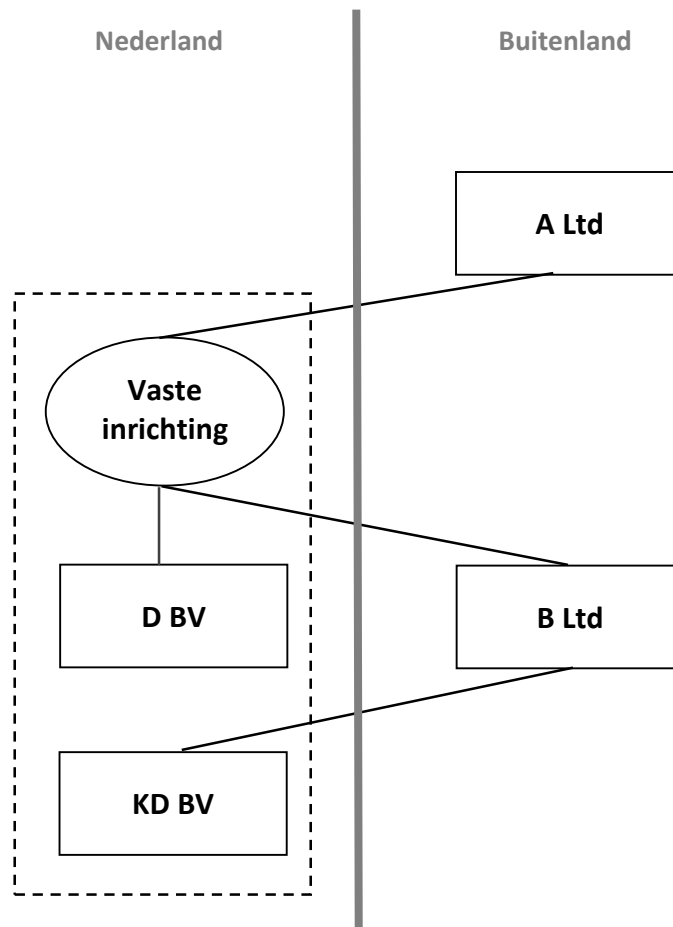 Nederland
Buitenland
A Ltd
Vaste
inrichting
D BV
B Ltd
KD BV